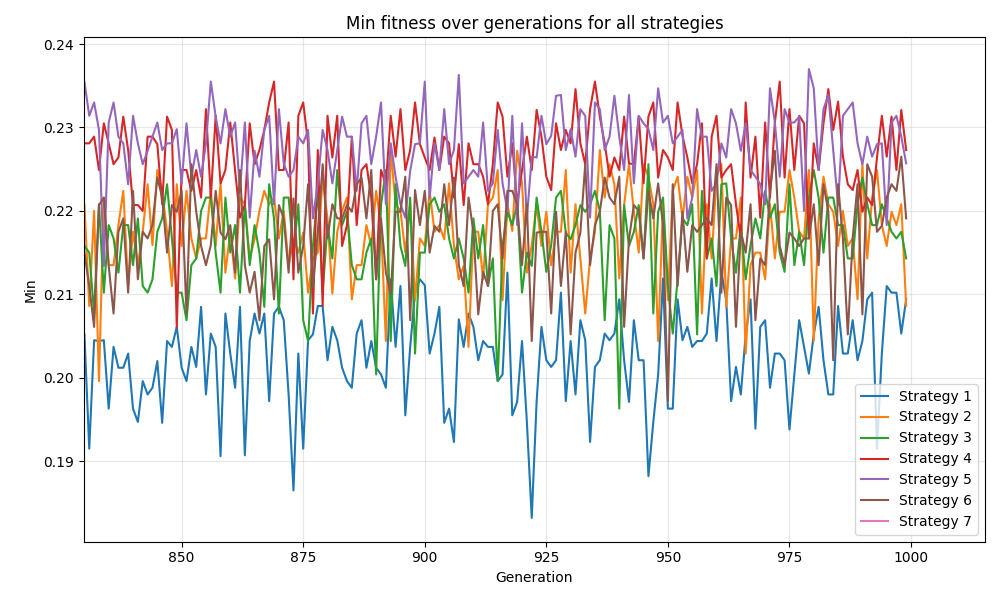 Min fitness over generations for all strategies
0.24
0.23
0.22
0.21
0.20
0.19
Min
850
875
900
925
950
975
1000
Generation
Strategy 1
Strategy 2
Strategy 3
Strategy 4
Strategy 5
Strategy 6
Strategy 7